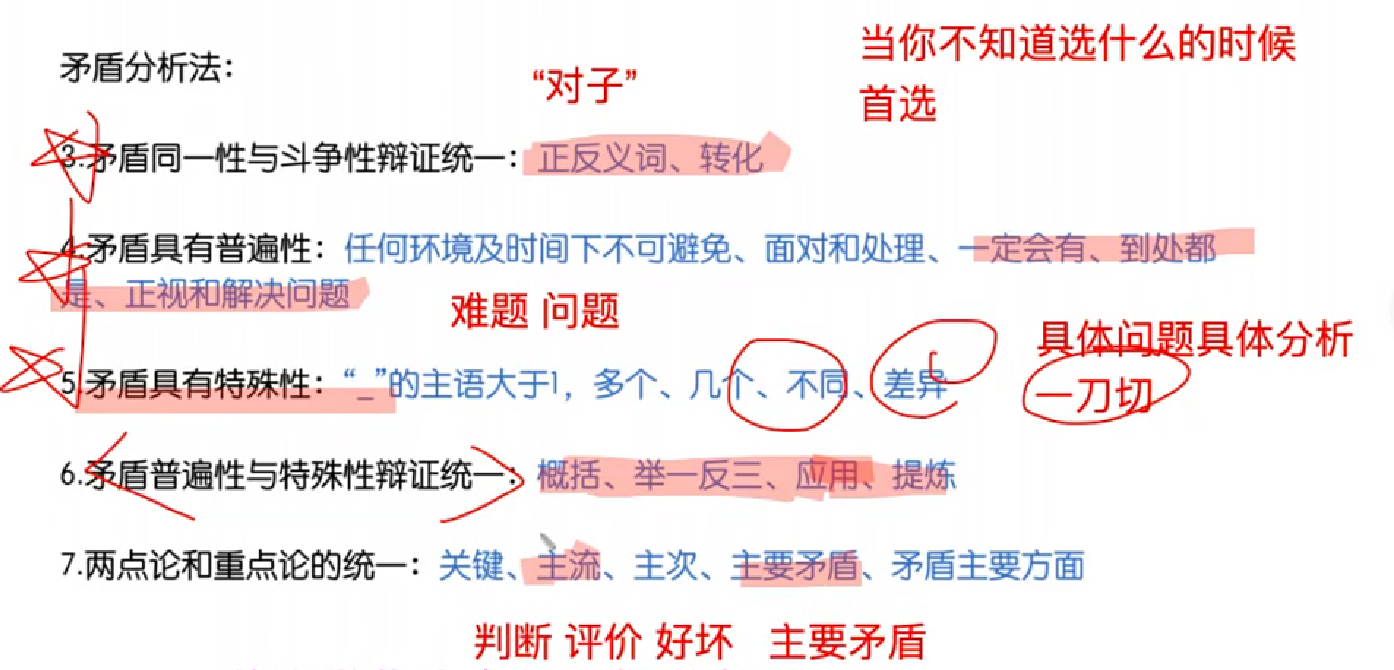 当你不知道选什么的时候
首选
矛盾分析法：
“对子”
3.矛盾同一性与斗争性辩证统一：正反义词、转化
4.矛盾具有普遍性：任何环境及时间下不可避免、面对和处理、一定会有、到处都
是、正视和解决问题
难题 问题
具体问题具体分析
5.矛盾具有特殊性：“_”的主语大于1，多个、几个、不同、差异
一刀切
6.矛盾普遍性与特殊性辩证统一：概括、举一反三、应用、提炼
7.两点论和重点论的统一：关键、主流、主次、主要矛盾、矛盾主要方面
判断 评价 好坏 主要矛盾